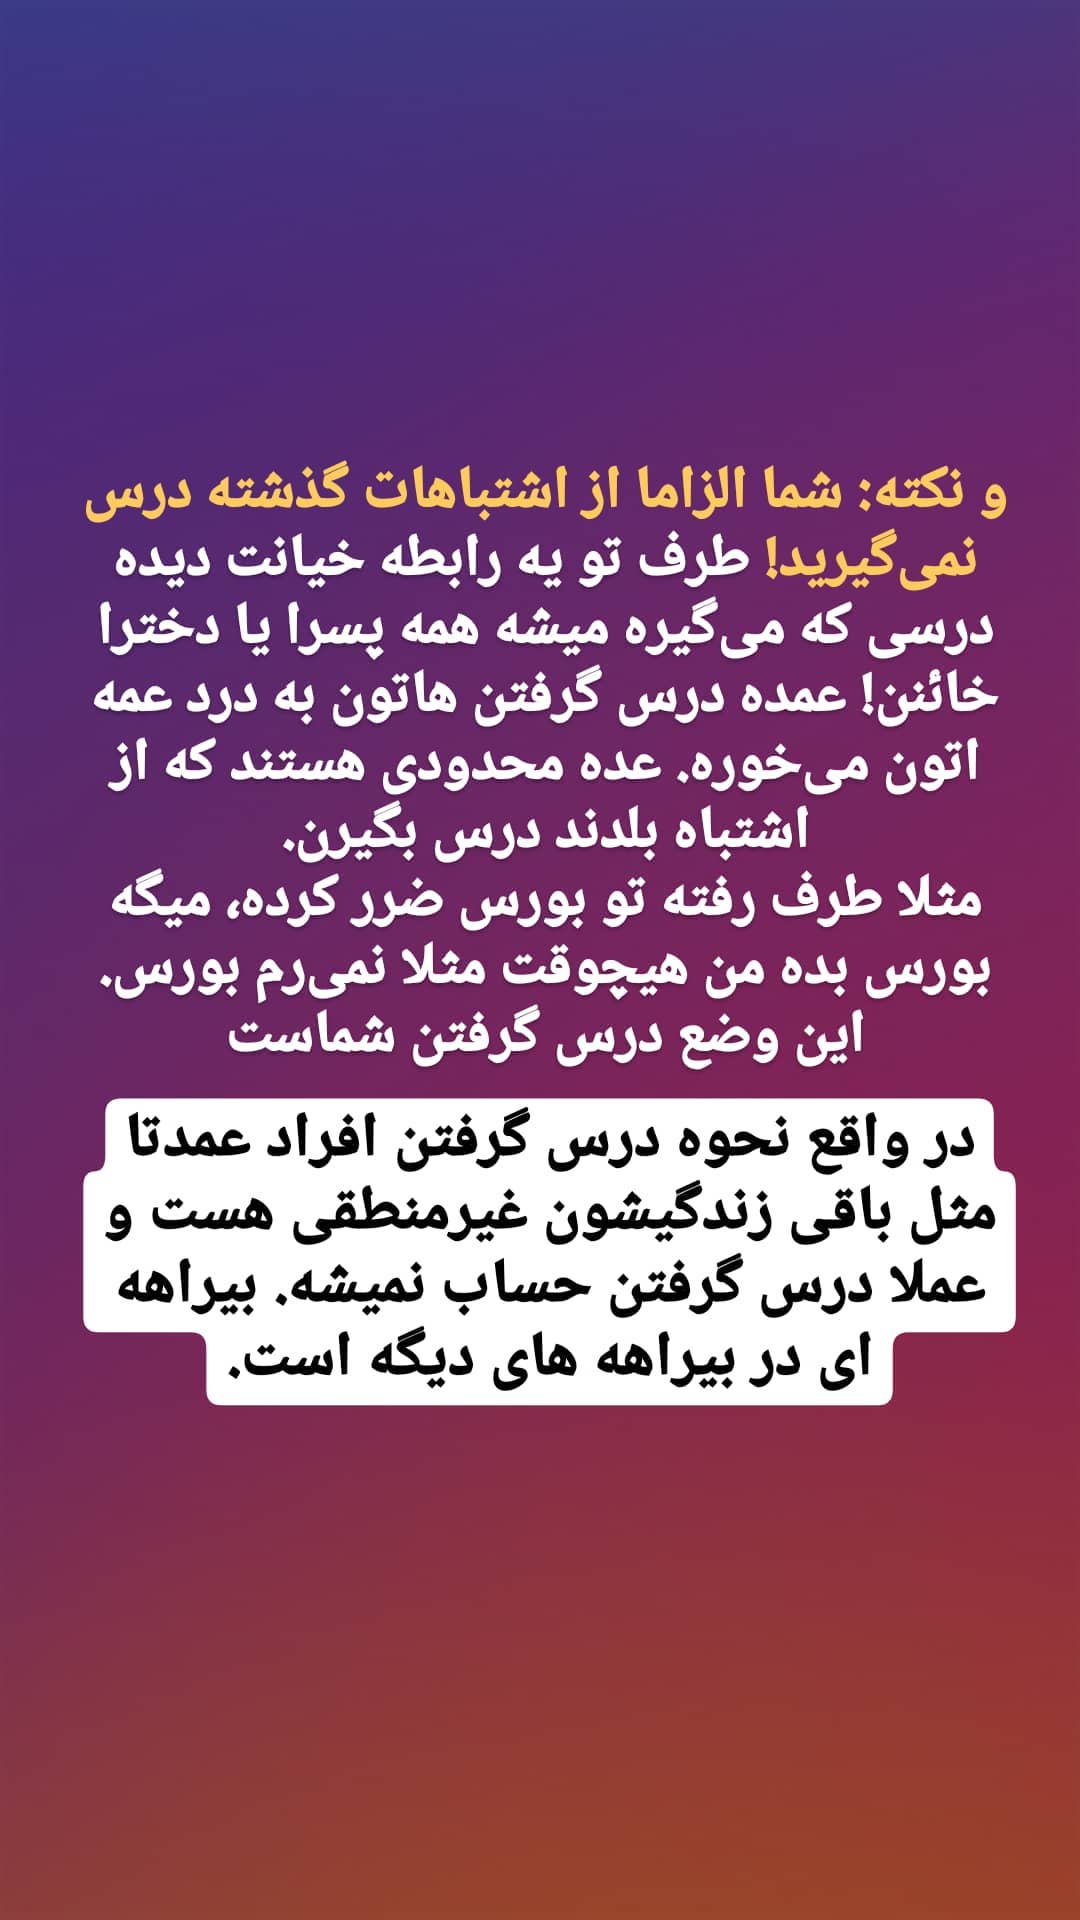 و نکته: شما الزاما از اشتباهات گذشته درس
نمی‌گیرید! طرف تو یه رابطه خیانت دیده
درسی که می‌گیره میشه همه پسرا یا دخترا
خائنن! عمده درس گرفتن هاتون به درد عمه
اتون می‌خوره. عده محدودی هستند که از
اشتباه بلدند درس بگیرن.
مثلا طرف رفته تو بورس ضرر کرده، میگه
بورس بده من هیچوقت مثلا نمی‌رم بورس.
این وضع درس گرفتن شماست
در واقع نحوه درس گرفتن افراد عمدتا
مثل باقی زندگیشون غیرمنطقی هست و
عملا درس گرفتن حساب نمیشه. بیراهه
ای در بیراهه های دیگه است.